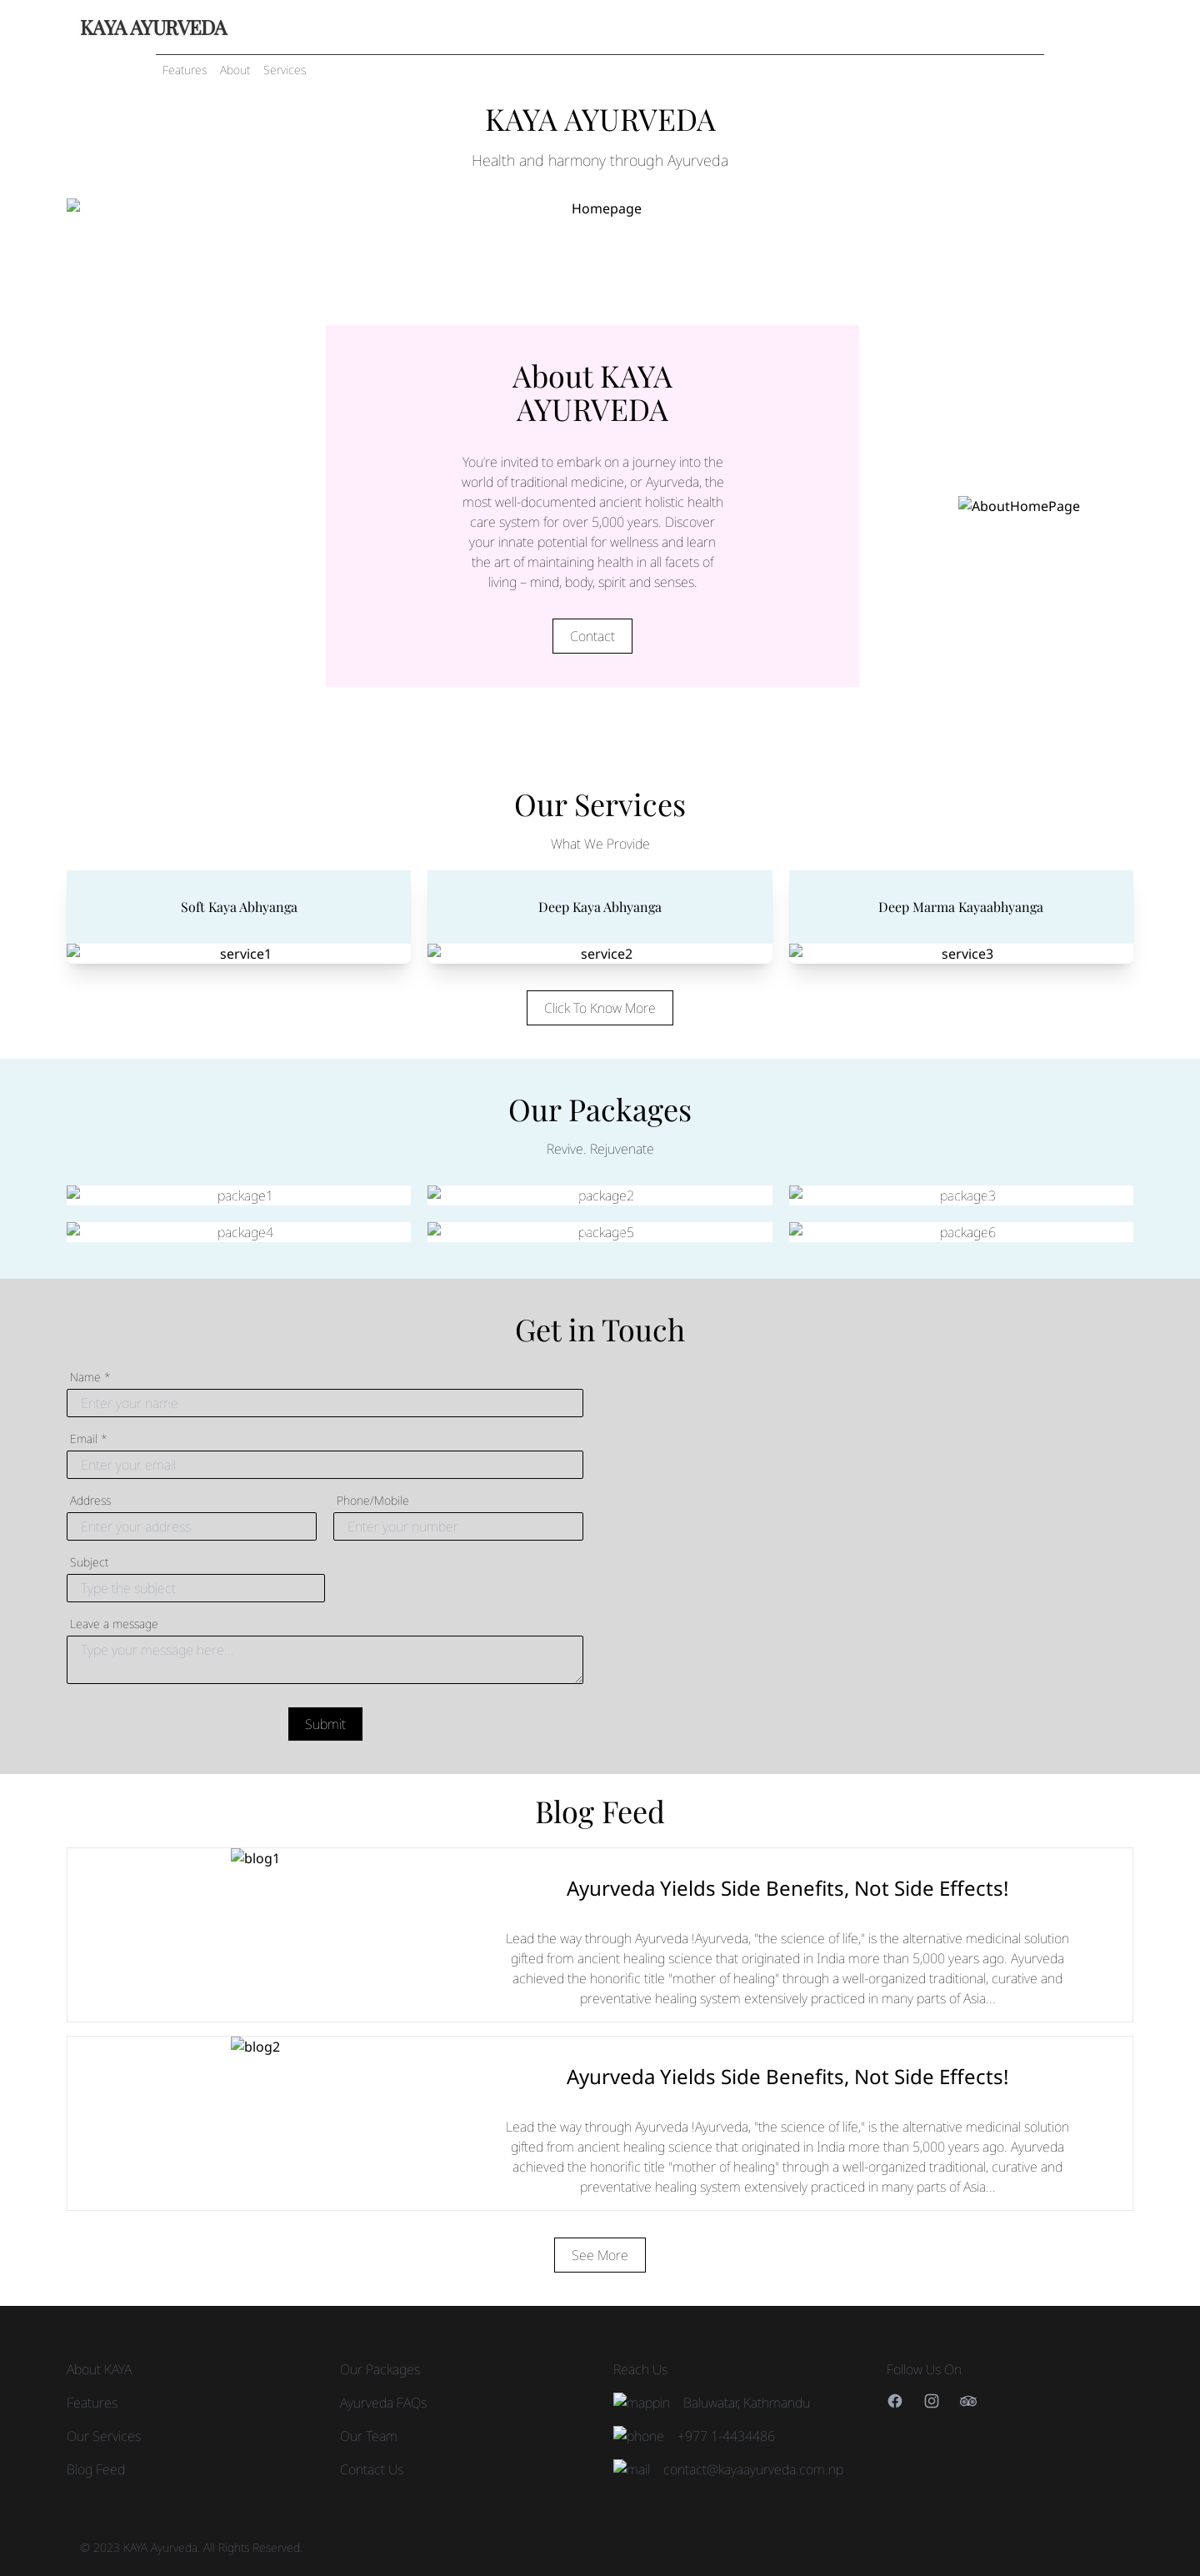 KAYA AYURVEDA
Features About Services
KAYA AYURVEDA
Health and harmony through Ayurveda
Homepage
About KAYA
AYURVEDA
You're invited to embark on a journey into the
world of traditional medicine, or Ayurveda, the
most well-documented ancient holistic health
care system for over 5,000 years. Discover
your innate potential for wellness and learn
the art of maintaining health in all facets of
living – mind, body, spirit and senses.
Contact
AboutHomePage
Our Services
What We Provide
Soft Kaya Abhyanga
Deep Kaya Abhyanga
Deep Marma Kayaabhyanga
service1
service2
service3
Click To Know More
Our Packages
Revive. Rejuvenate
package1
package2
package3
package4
package5
package6
Get in Touch
Name *
Enter your name
Email *
Enter your email
Address
Phone/Mobile
Enter your address
Enter your number
Subject
Type the subject
Leave a message
Type your message here...
Submit
Blog Feed
blog1
Ayurveda Yields Side Benefits, Not Side Effects!
Lead the way through Ayurveda !Ayurveda, "the science of life," is the alternative medicinal solution
gifted from ancient healing science that originated in India more than 5,000 years ago. Ayurveda
achieved the honorific title "mother of healing" through a well-organized traditional, curative and
preventative healing system extensively practiced in many parts of Asia...
blog2
Ayurveda Yields Side Benefits, Not Side Effects!
Lead the way through Ayurveda !Ayurveda, "the science of life," is the alternative medicinal solution
gifted from ancient healing science that originated in India more than 5,000 years ago. Ayurveda
achieved the honorific title "mother of healing" through a well-organized traditional, curative and
preventative healing system extensively practiced in many parts of Asia...
See More
About KAYA
Features
Our Services
Blog Feed
Our Packages
Ayurveda FAQs
Our Team
Contact Us
Reach Us
mappin Baluwatar, Kathmandu
phone +977 1-4434486
mail contact@kayaayurveda.com.np
Follow Us On
© 2023 KAYA Ayurveda. All Rights Reserved.